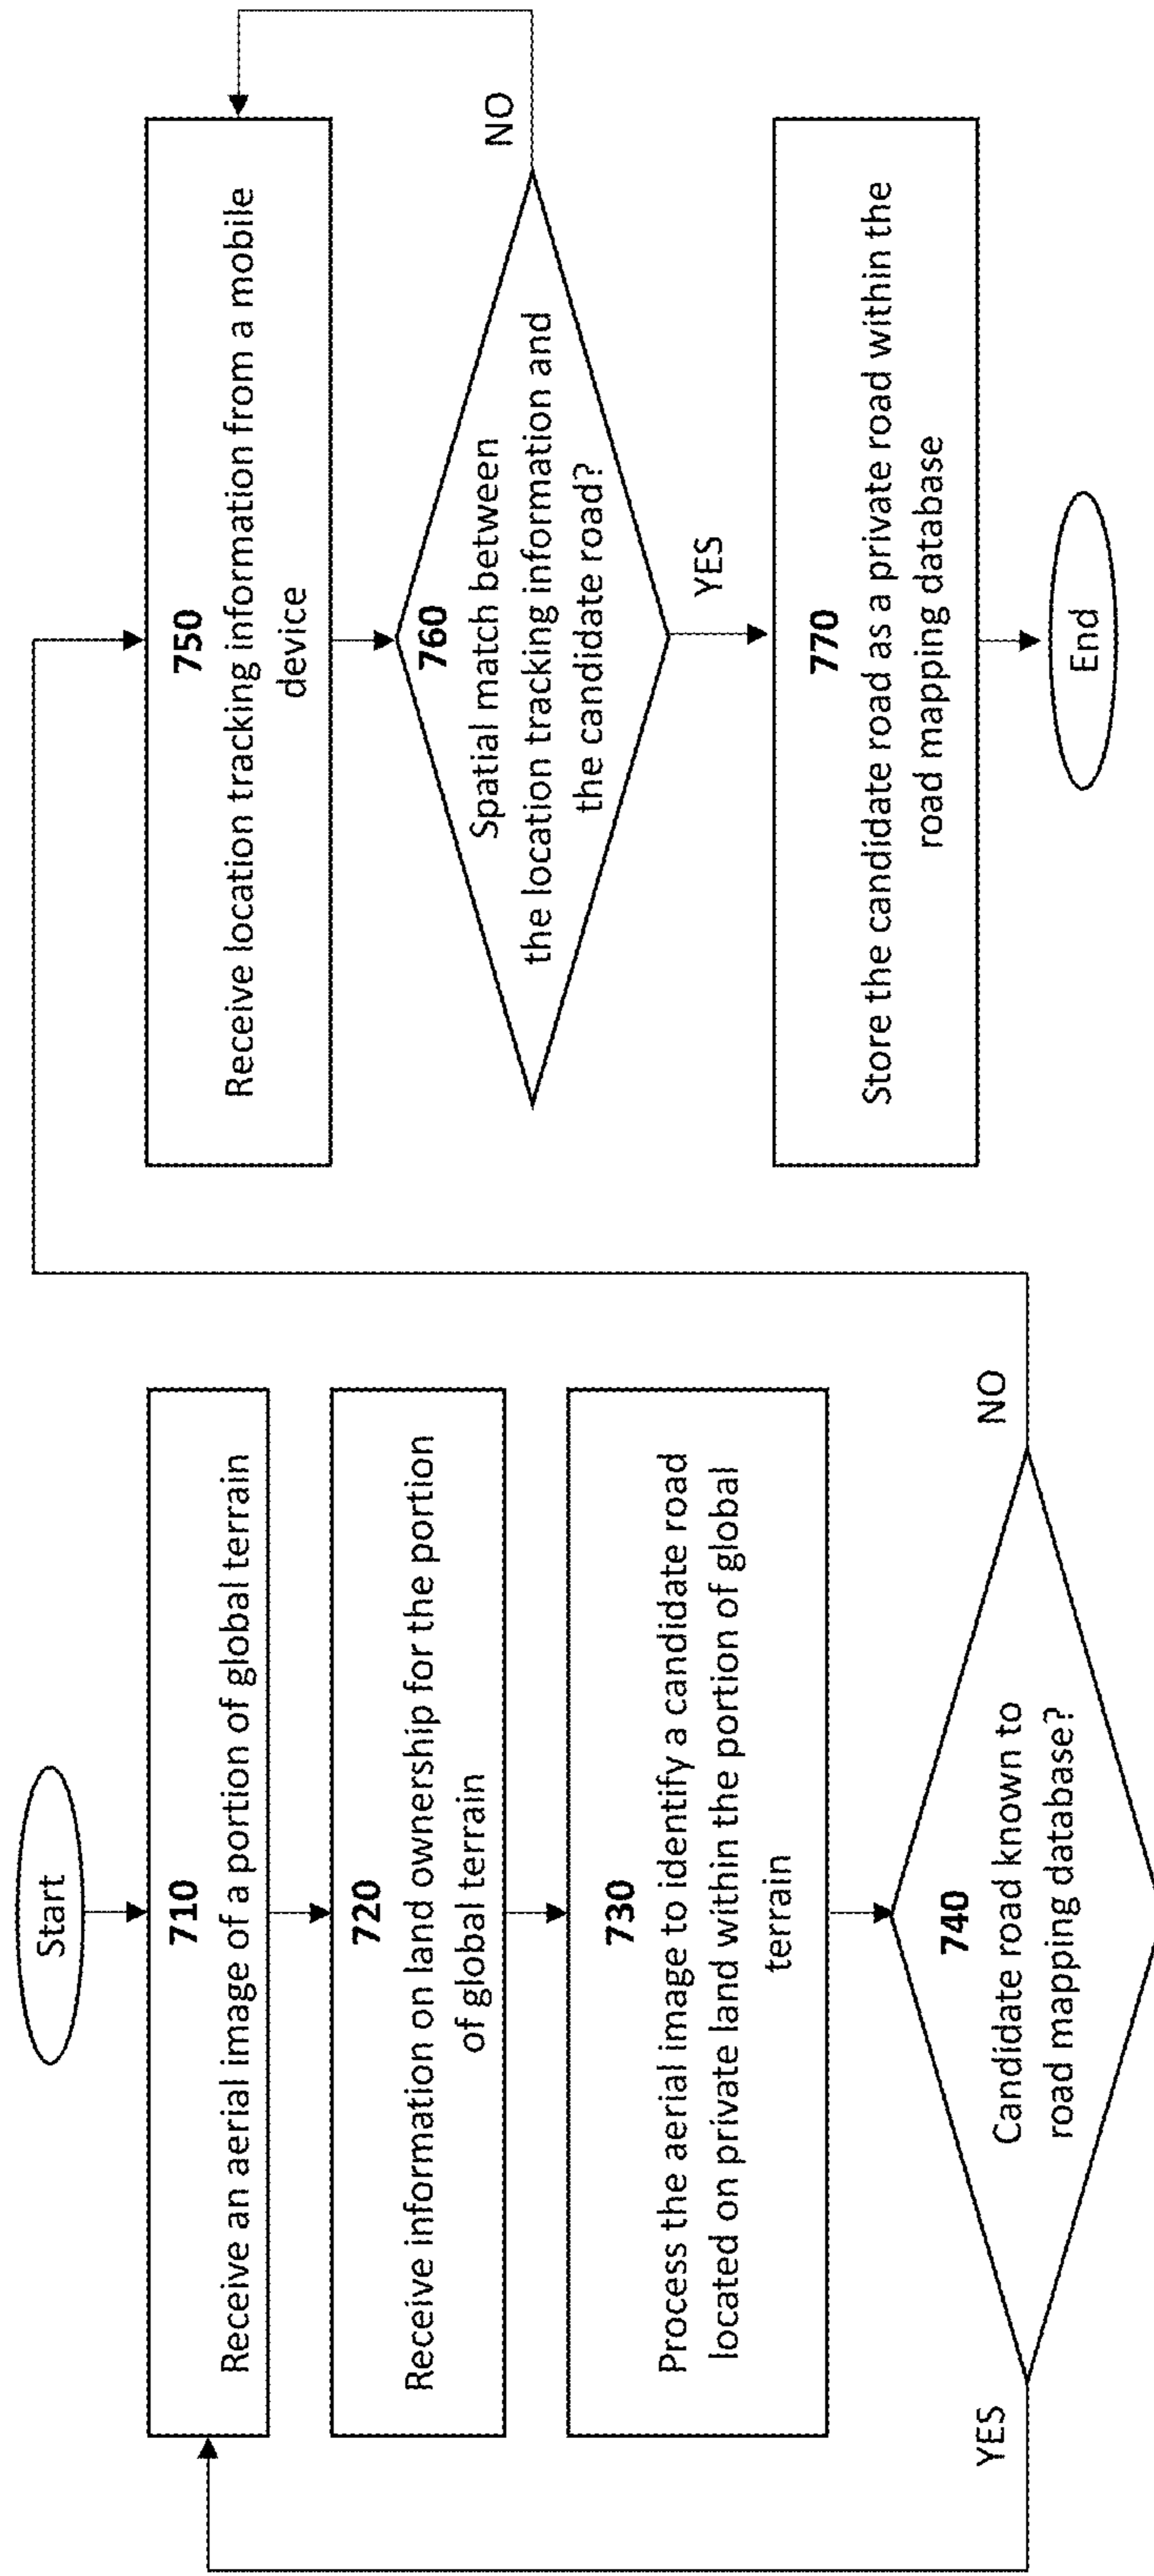 Start
710
Receive an aerial image of a portion of global terrain
720
Receive information on land ownership for the portion
of global terrain
730
Process the aerial image to identify a candidate road
located on private land within the portion of global
terrain
740
Candidate road known to
road mapping database?
YES
NO
750
Receive location tracking information from a mobile
device
760
Spatial match between
the location tracking information and
the candidate road?
NO
YES
770
Store the candidate road as a private road within the
road mapping database
End